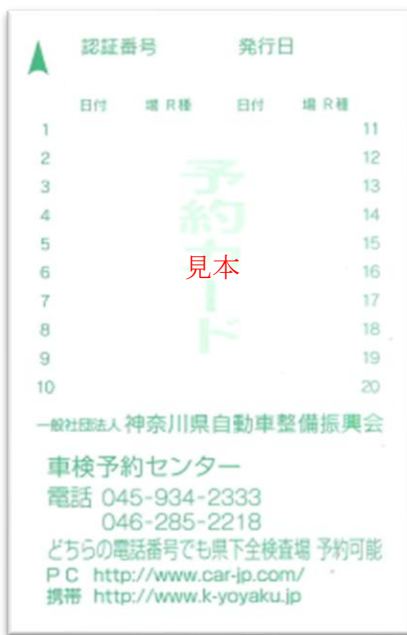 認証番号 発行日
日付 場 R種 日付 場 R種
1 11
2 12
3 13
4 14
5 15
6 16
7 17
8 18
9 19
10 20
予約カード
見本
一般社団法人 神奈川県自動車整備振興会
車検予約センター
電話 045-934-2333
046-285-2218
どちらの電話番号でも県下全検査場 予約可能
PC http://www.car-jp.com/
携帯 http://www.k-yoyaku.jp